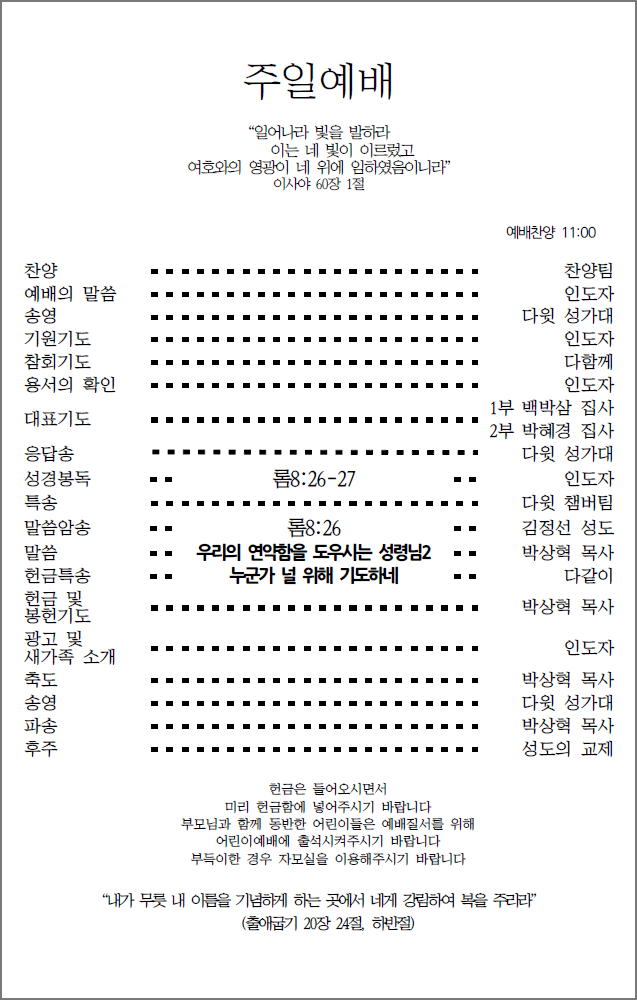 주일예배
“일어나라 빛을 발하라
이는 네 빛이 이르렀고
여호와의 영광이 네 위에 임하였음이니라”
이사야 60장 1절
예배찬양 11:00
찬양 찬양팀
예배의 말씀 인도자
송영 다윗 성가대
기원기도 인도자
참회기도 다함께
용서의 확인 인도자
대표기도 1부 백박삼 집사
2부 박혜경 집사
응답송 다윗 성가대
성경봉독 롬8:26-27 인도자
특송 다윗 챔버팀
말씀암송 롬8:26 김정선 성도
말씀 우리의 연약함을 도우시는 성령님2 박상혁 목사
헌금특송 누군가 널 위해 기도하네 다같이
헌금 및
봉헌기도 박상혁 목사
광고 및
새가족 소개 인도자
축도 박상혁 목사
송영 다윗 성가대
파송 박상혁 목사
후주 성도의 교제
헌금은 들어오시면서
미리 헌금함에 넣어주시기 바랍니다
부모님과 함께 동반한 어린이들은 예배질서를 위해
어린이예배에 출석시켜주시기 바랍니다
부득이한 경우 자모실을 이용해주시기 바랍니다
“내가 무릇 내 이름을 기념하게 하는 곳에서 네게 강림하여 복을 주리라”
(출애굽기 20장 24절, 하반절)